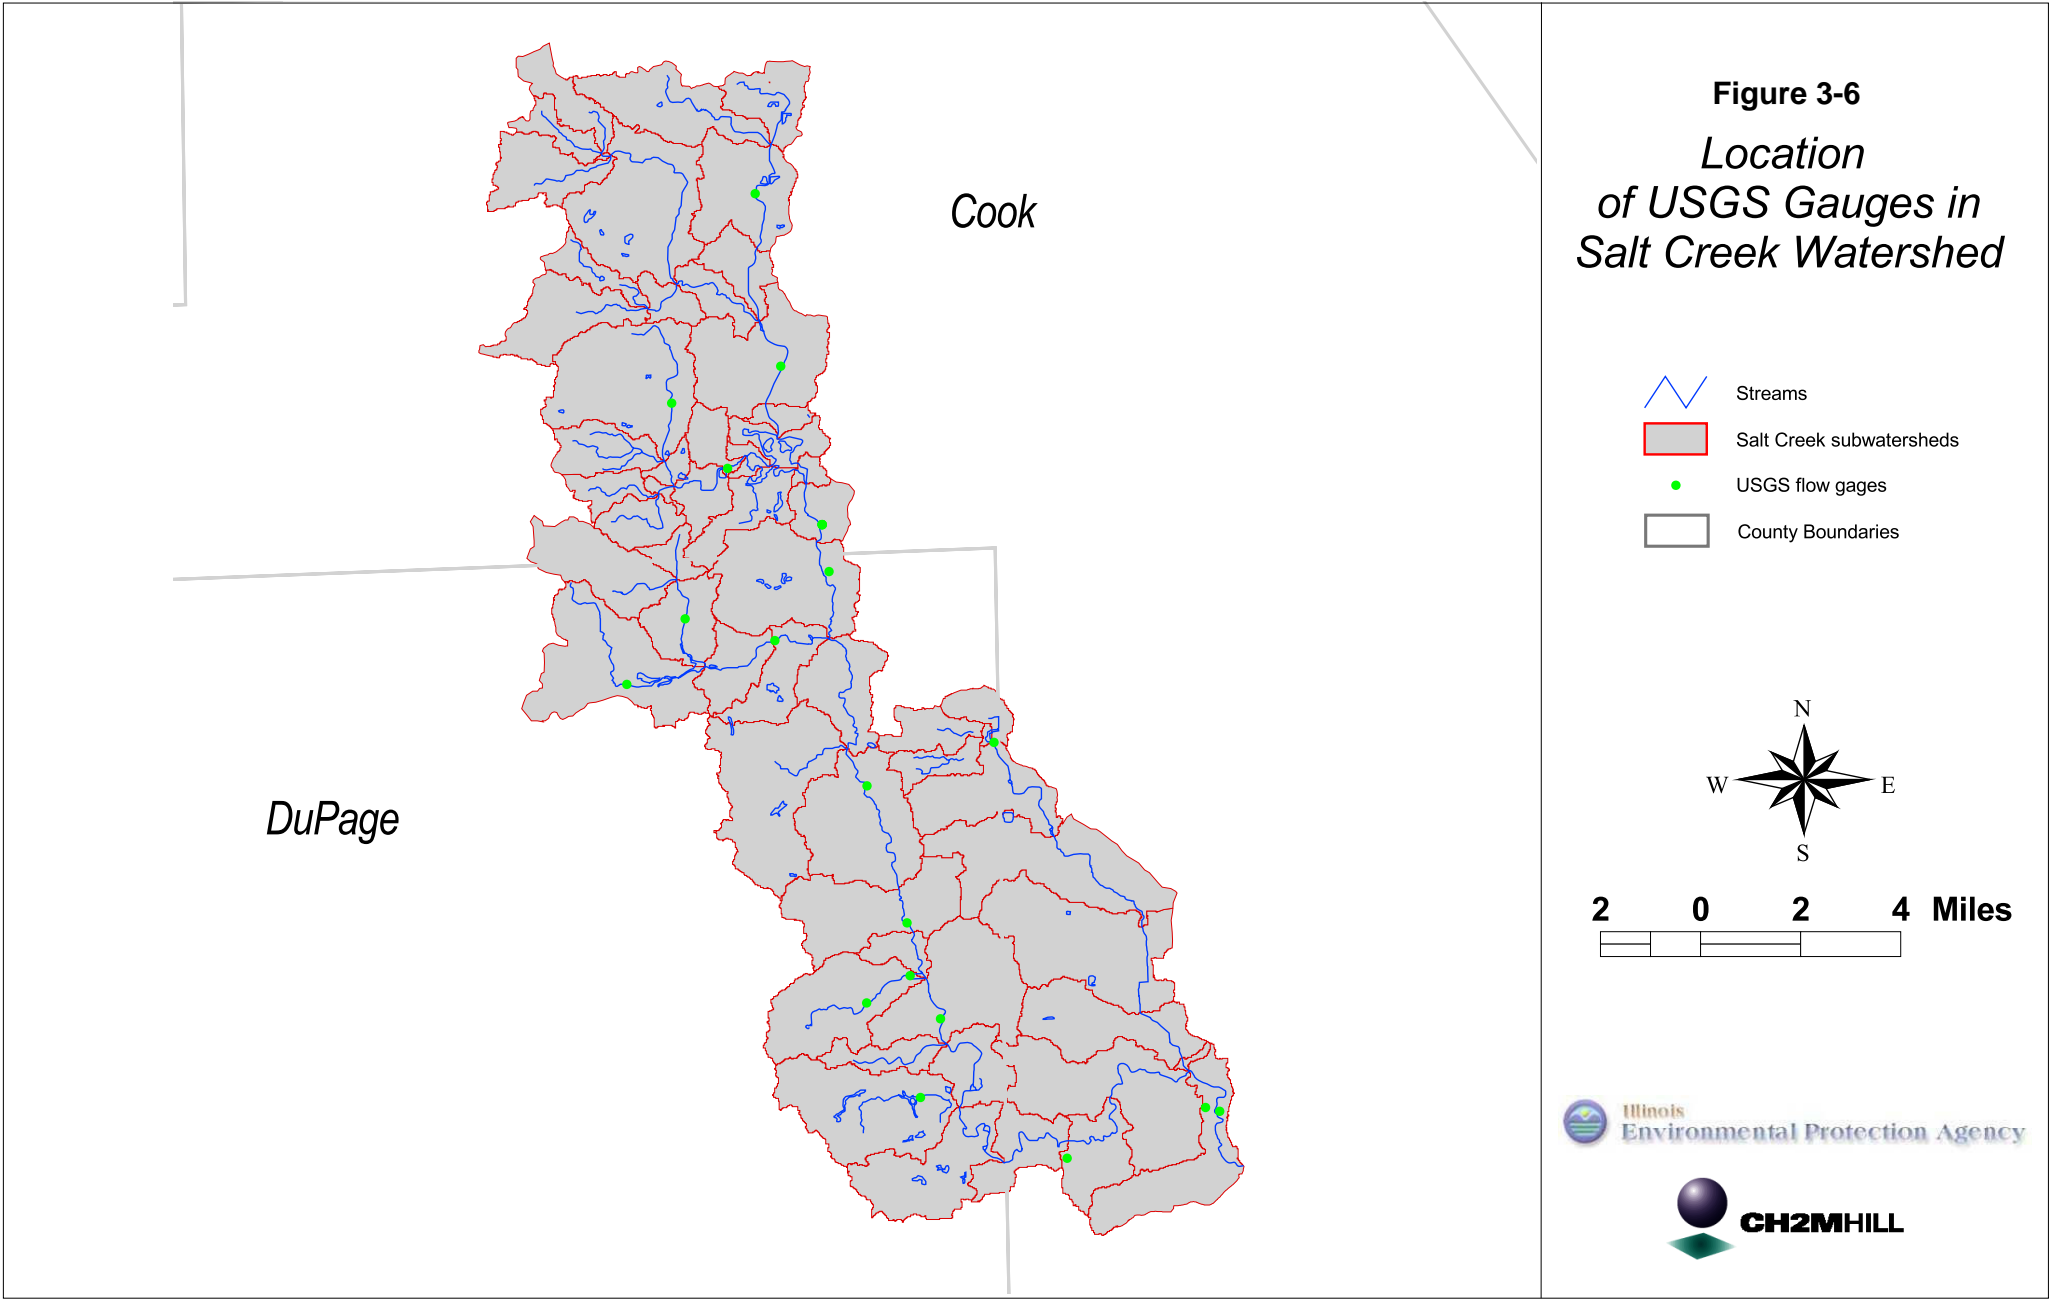 Figure 3-6
Location
of USGS Gauges in
Salt Creek Watershed
Cook
DuPage
Streams
Salt Creek subwatersheds
USGS flow gages
County Boundaries
N
W E
S
2 0 2 4 Miles
Illinois
Environmental Protection Agency
CH2MHILL